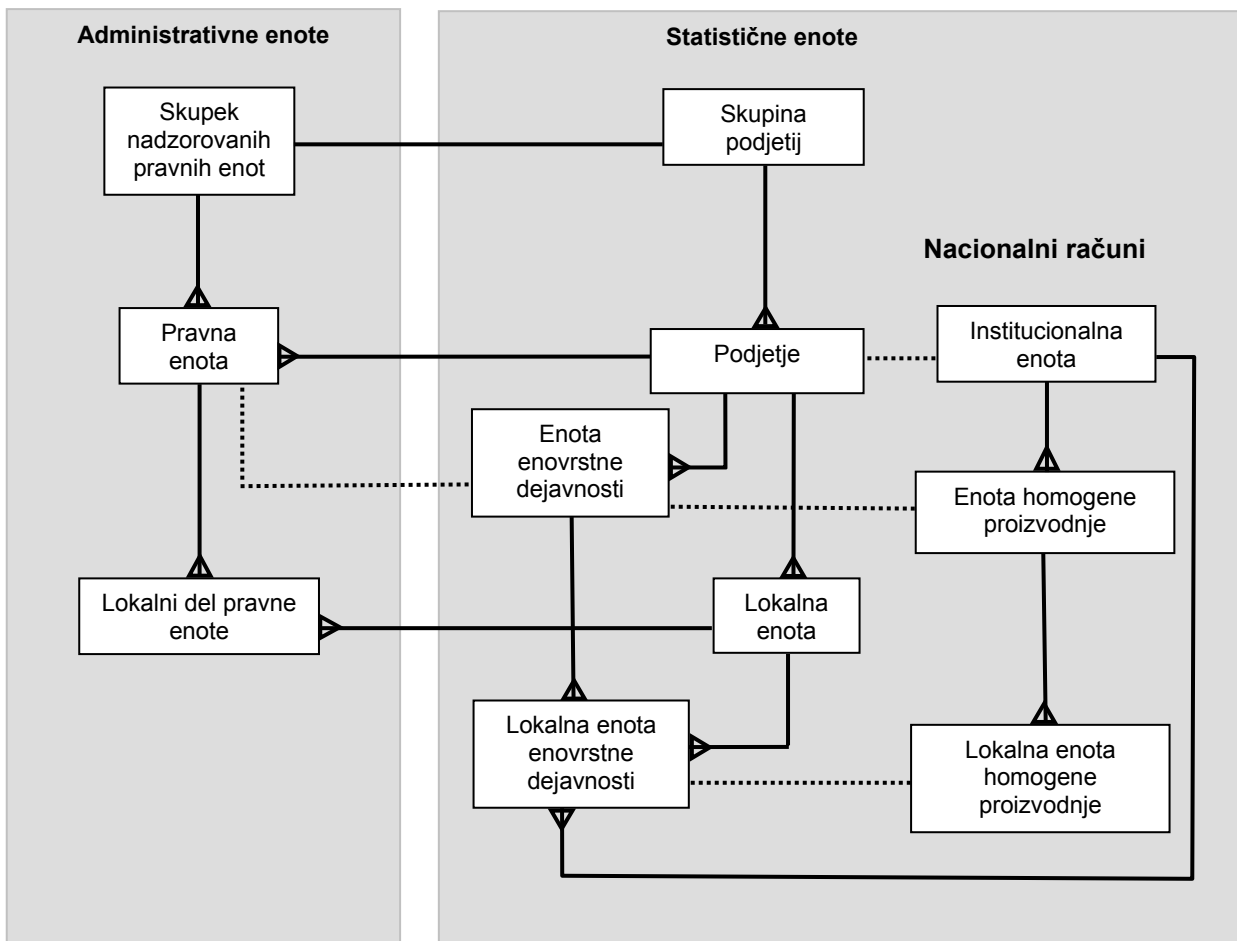 Administrativne enote
Statistične enote
Skupek
nadzorovanih
pravnih enot
Skupina
podjetij
Nacionalni računi
Pravna
enota
Podjetje
Institucionalna
enota
Enota
enovrstne
dejavnosti
Enota homogene
proizvodnje
Lokalni del pravne
enote
Lokalna
enota
Lokalna enota
enovrstne
dejavnosti
Lokalna enota
homogene
proizvodnje